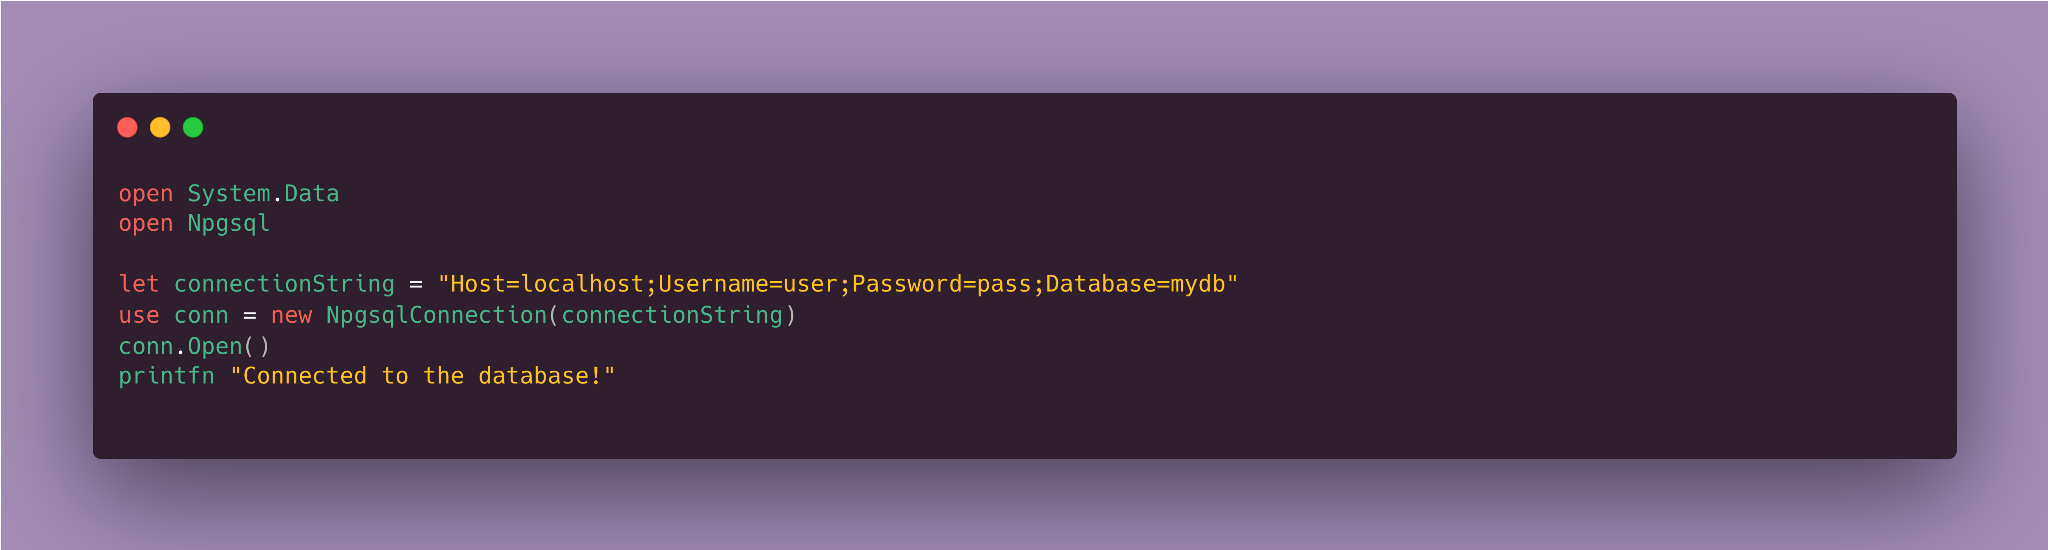 open System.Data
open Npgsql
let connectionString = "Host=localhost;Username=user;Password=pass;Database=mydb"
use conn = new NpgsqlConnection(connectionString)
conn.Open()
printfn "Connected to the database!"